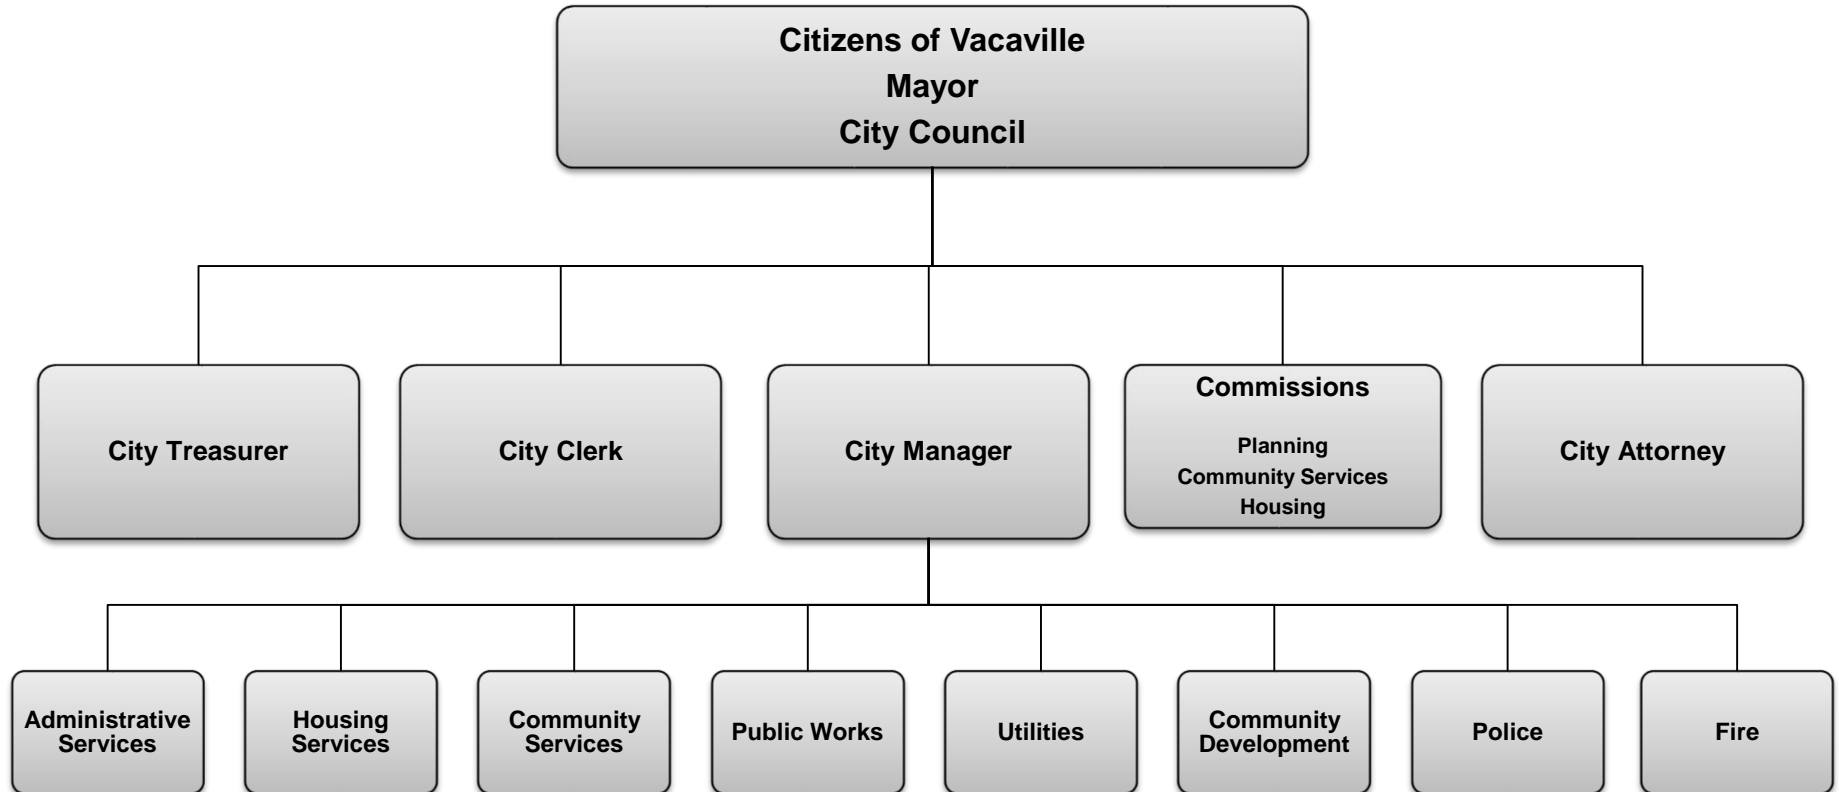 Citizens of Vacaville
Mayor
City Council
City Treasurer
City Clerk
City Manager
Commissions
Planning
Community Services
Housing
City Attorney
Administrative
Services
Housing
Services
Community
Services
Public Works
Utilities
Community
Development
Police
Fire